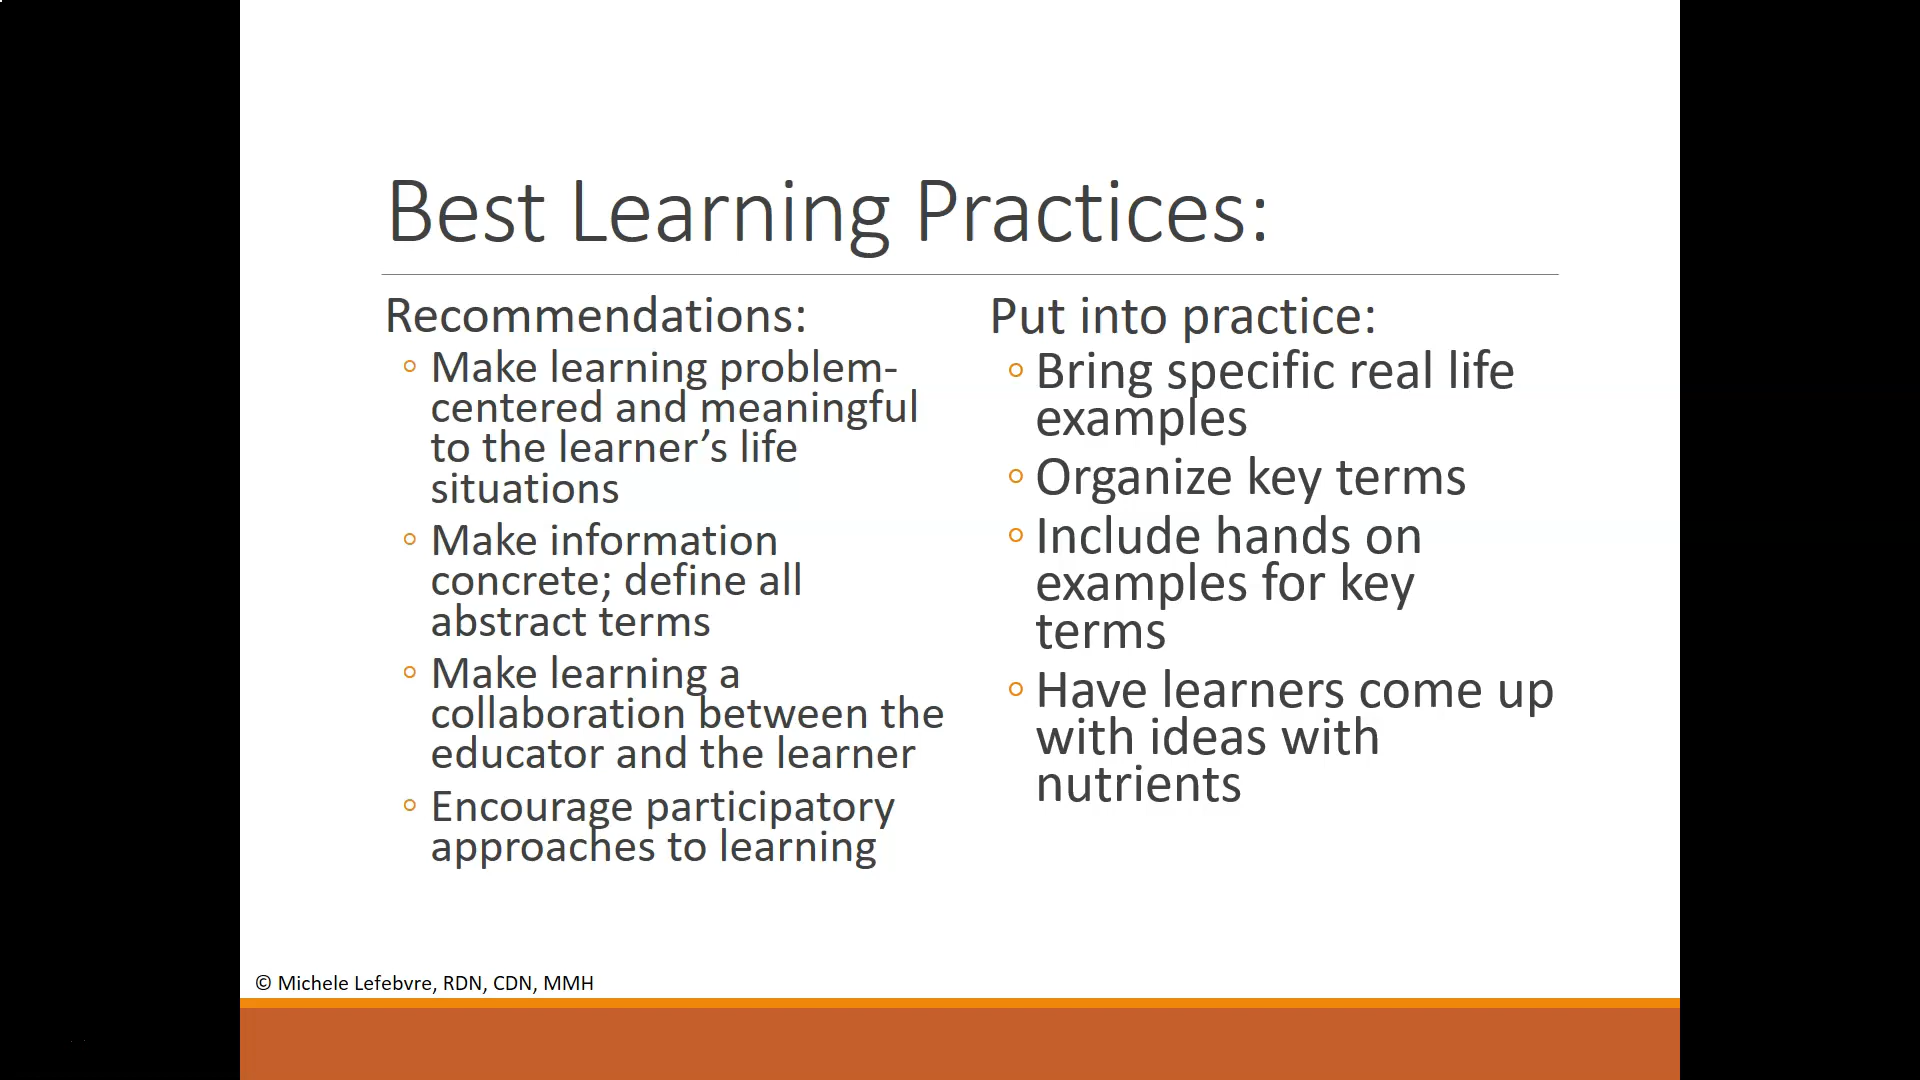 Best Learning Practices:
Recommendations:
◦ Make learning problem-
centered and meaningful
to the learner’s life
situations
◦ Make information
concrete; define all
abstract terms
◦ Make learning a
collaboration between the
educator and the learner
◦ Encourage participatory
approaches to learning
Put into practice:
◦ Bring specific real life
examples
◦ Organize key terms
◦ Include hands on
examples for key
terms
◦ Have learners come up
with ideas with
nutrients
© Michele Lefebvre, RDN, CDN, MMH